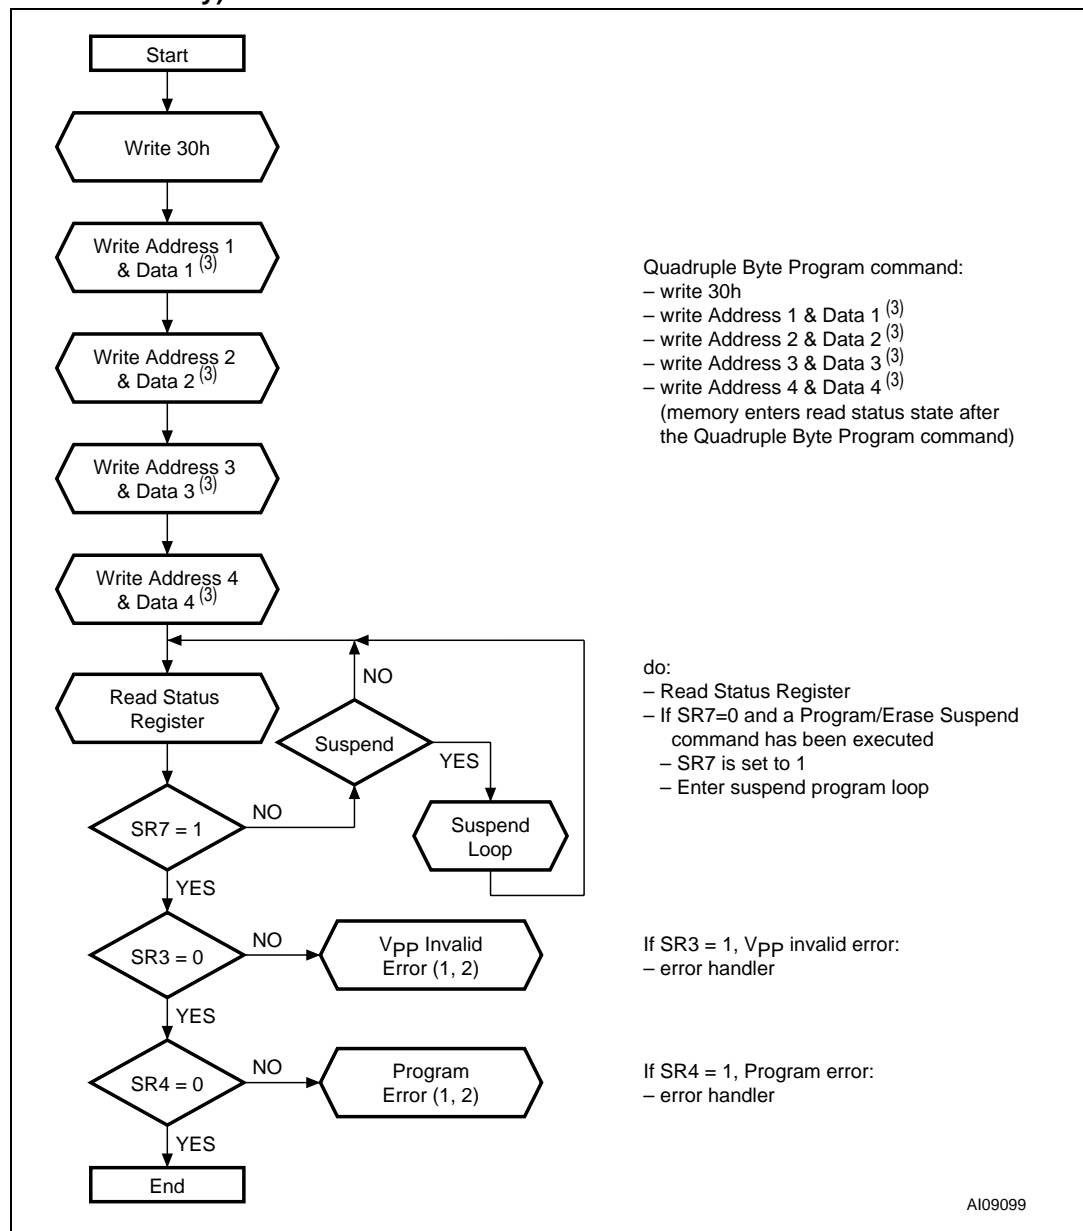 Start
Write 30h
Write Address 1
& Data 1 (3)
Write Address 2
& Data 2 (3)
Write Address 3
& Data 3 (3)
Write Address 4
& Data 4 (3)
Quadruple Byte Program command:
– write 30h
– write Address 1 & Data 1 (3)
– write Address 2 & Data 2 (3)
– write Address 3 & Data 3 (3)
– write Address 4 & Data 4 (3)
(memory enters read status state after
the Quadruple Byte Program command)
NO
Read Status
Register
Suspend
YES
NO
SR7 = 1
Suspend
Loop
YES
do:
– Read Status Register
– If SR7=0 and a Program/Erase Suspend
command has been executed
– SR7 is set to 1
– Enter suspend program loop
SR3 = 0
NO
VPP Invalid
Error (1, 2)
If SR3 = 1, VPP invalid error:
– error handler
YES
SR4 = 0
NO
Program
Error (1, 2)
If SR4 = 1, Program error:
– error handler
YES
End
AI09099